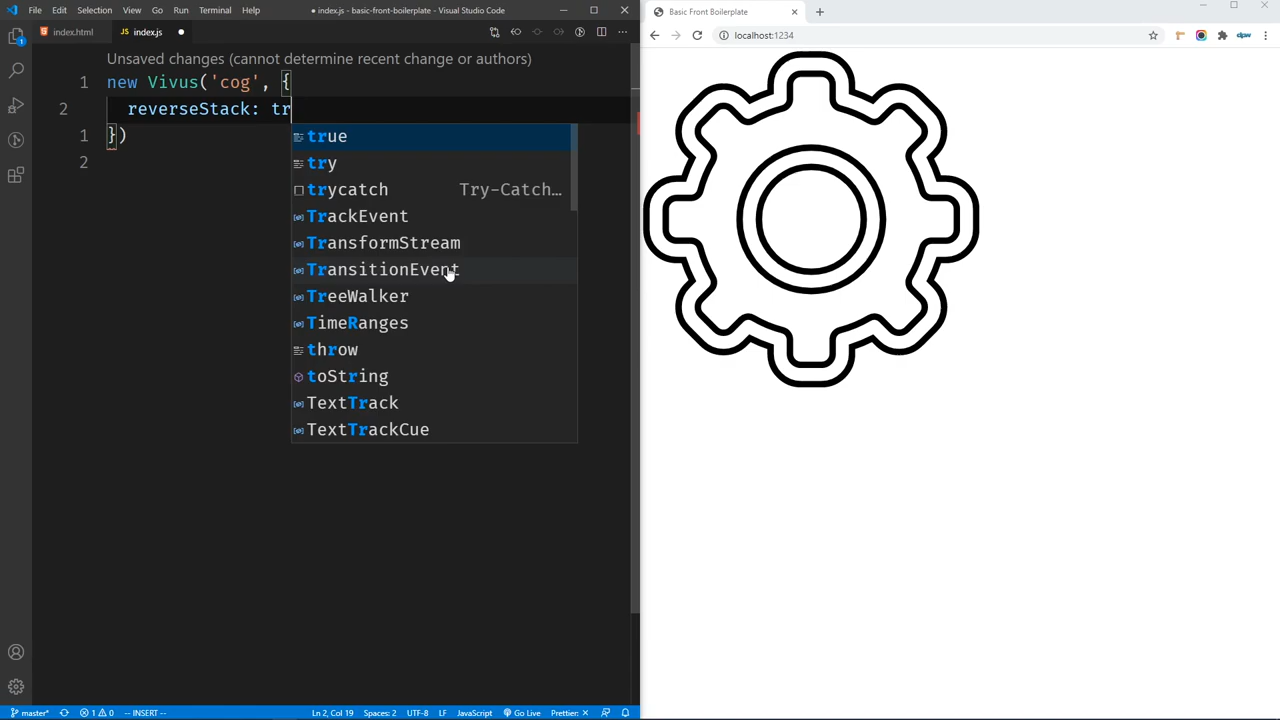 File Edit Selection View Go Run Terminal Help
● index.js - basic-front-boilerplate - Visual Studio Code
Basic Front Boilerplate
index.html
index.js
localhost:1234
dpw
Unsaved changes (cannot determine recent change or authors)
1 new Vivus('cog', {
2 reverseStack: tr
1 })
2
true
try
trycatch Try-Catch…
TrackEvent
TransformStream
TransitionEvent
TreeWalker
TimeRanges
throw
toString
TextTrack
TextTrackCue
master* 1 0 -- INSERT -- Ln 2, Col 19 Spaces: 2 UTF-8 LF JavaScript Go Live Prettier: ×